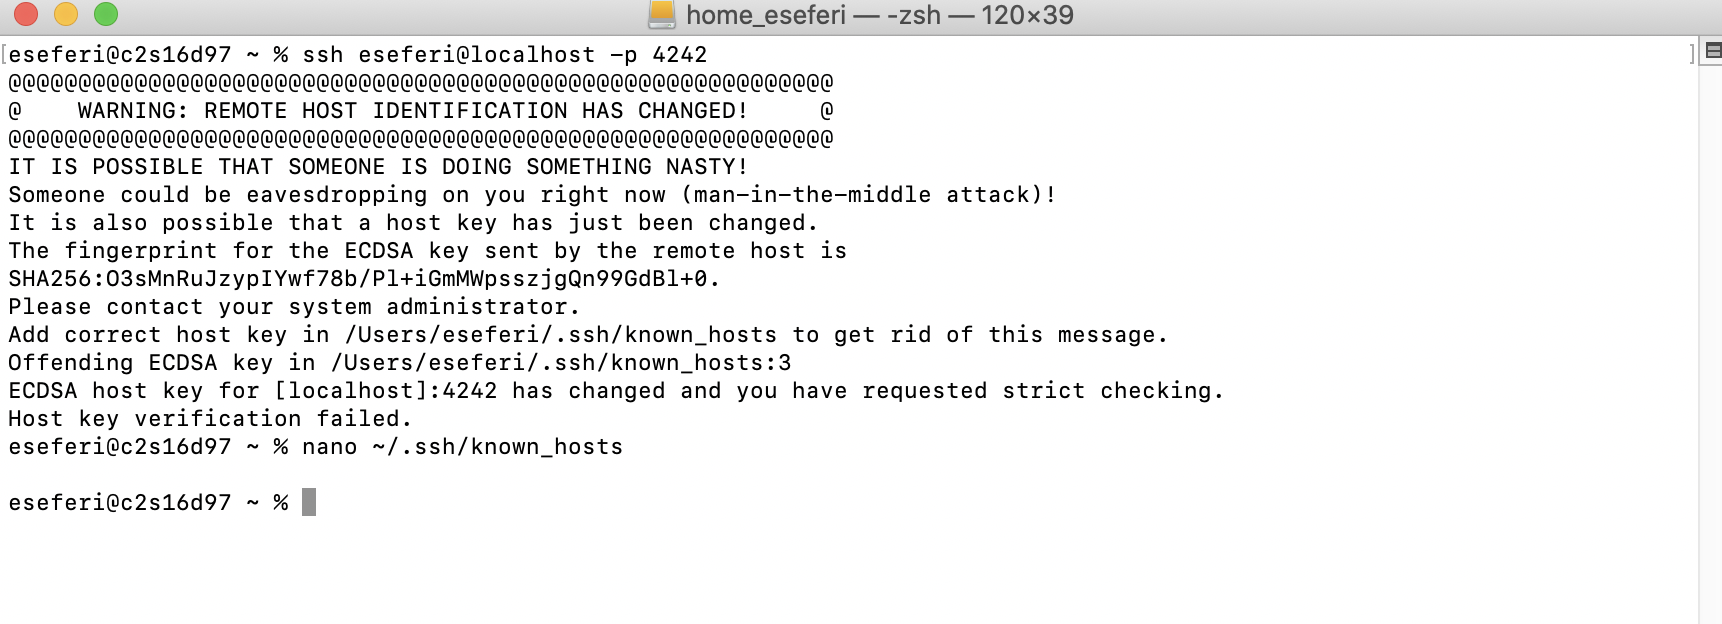 home_eseferi — -zsh — 120×39
[eseferi@c2s16d97 ~ % ssh eseferi@localhost -p 4242 ]
@@@@@@@@@@@@@@@@@@@@@@@@@@@@@@@@@@@@@@@@@@@@@@@@@@@@@@@@@@@
@    WARNING: REMOTE HOST IDENTIFICATION HAS CHANGED!     @
@@@@@@@@@@@@@@@@@@@@@@@@@@@@@@@@@@@@@@@@@@@@@@@@@@@@@@@@@@@
IT IS POSSIBLE THAT SOMEONE IS DOING SOMETHING NASTY!
Someone could be eavesdropping on you right now (man-in-the-middle attack)!
It is also possible that a host key has just been changed.
The fingerprint for the ECDSA key sent by the remote host is
SHA256:O3sMnRuJzypIYwf78b/Pl+iGmMWpsszjgQn99GdBl+0.
Please contact your system administrator.
Add correct host key in /Users/eseferi/.ssh/known_hosts to get rid of this message.
Offending ECDSA key in /Users/eseferi/.ssh/known_hosts:3
ECDSA host key for [localhost]:4242 has changed and you have requested strict checking.
Host key verification failed.
eseferi@c2s16d97 ~ % nano ~/.ssh/known_hosts
eseferi@c2s16d97 ~ %